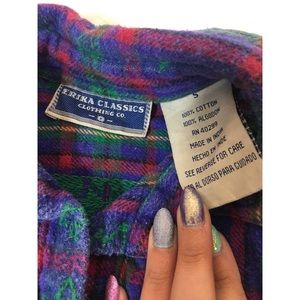 ERIKA CLASSICS
CLOTHING CO.
S
100% COTTON
100% ALGODON
RN 40299
MADE IN INDIA
HECHO EN INDIA
SEE REVERSE FOR CARE
AL DORSO PARA CUIDADO